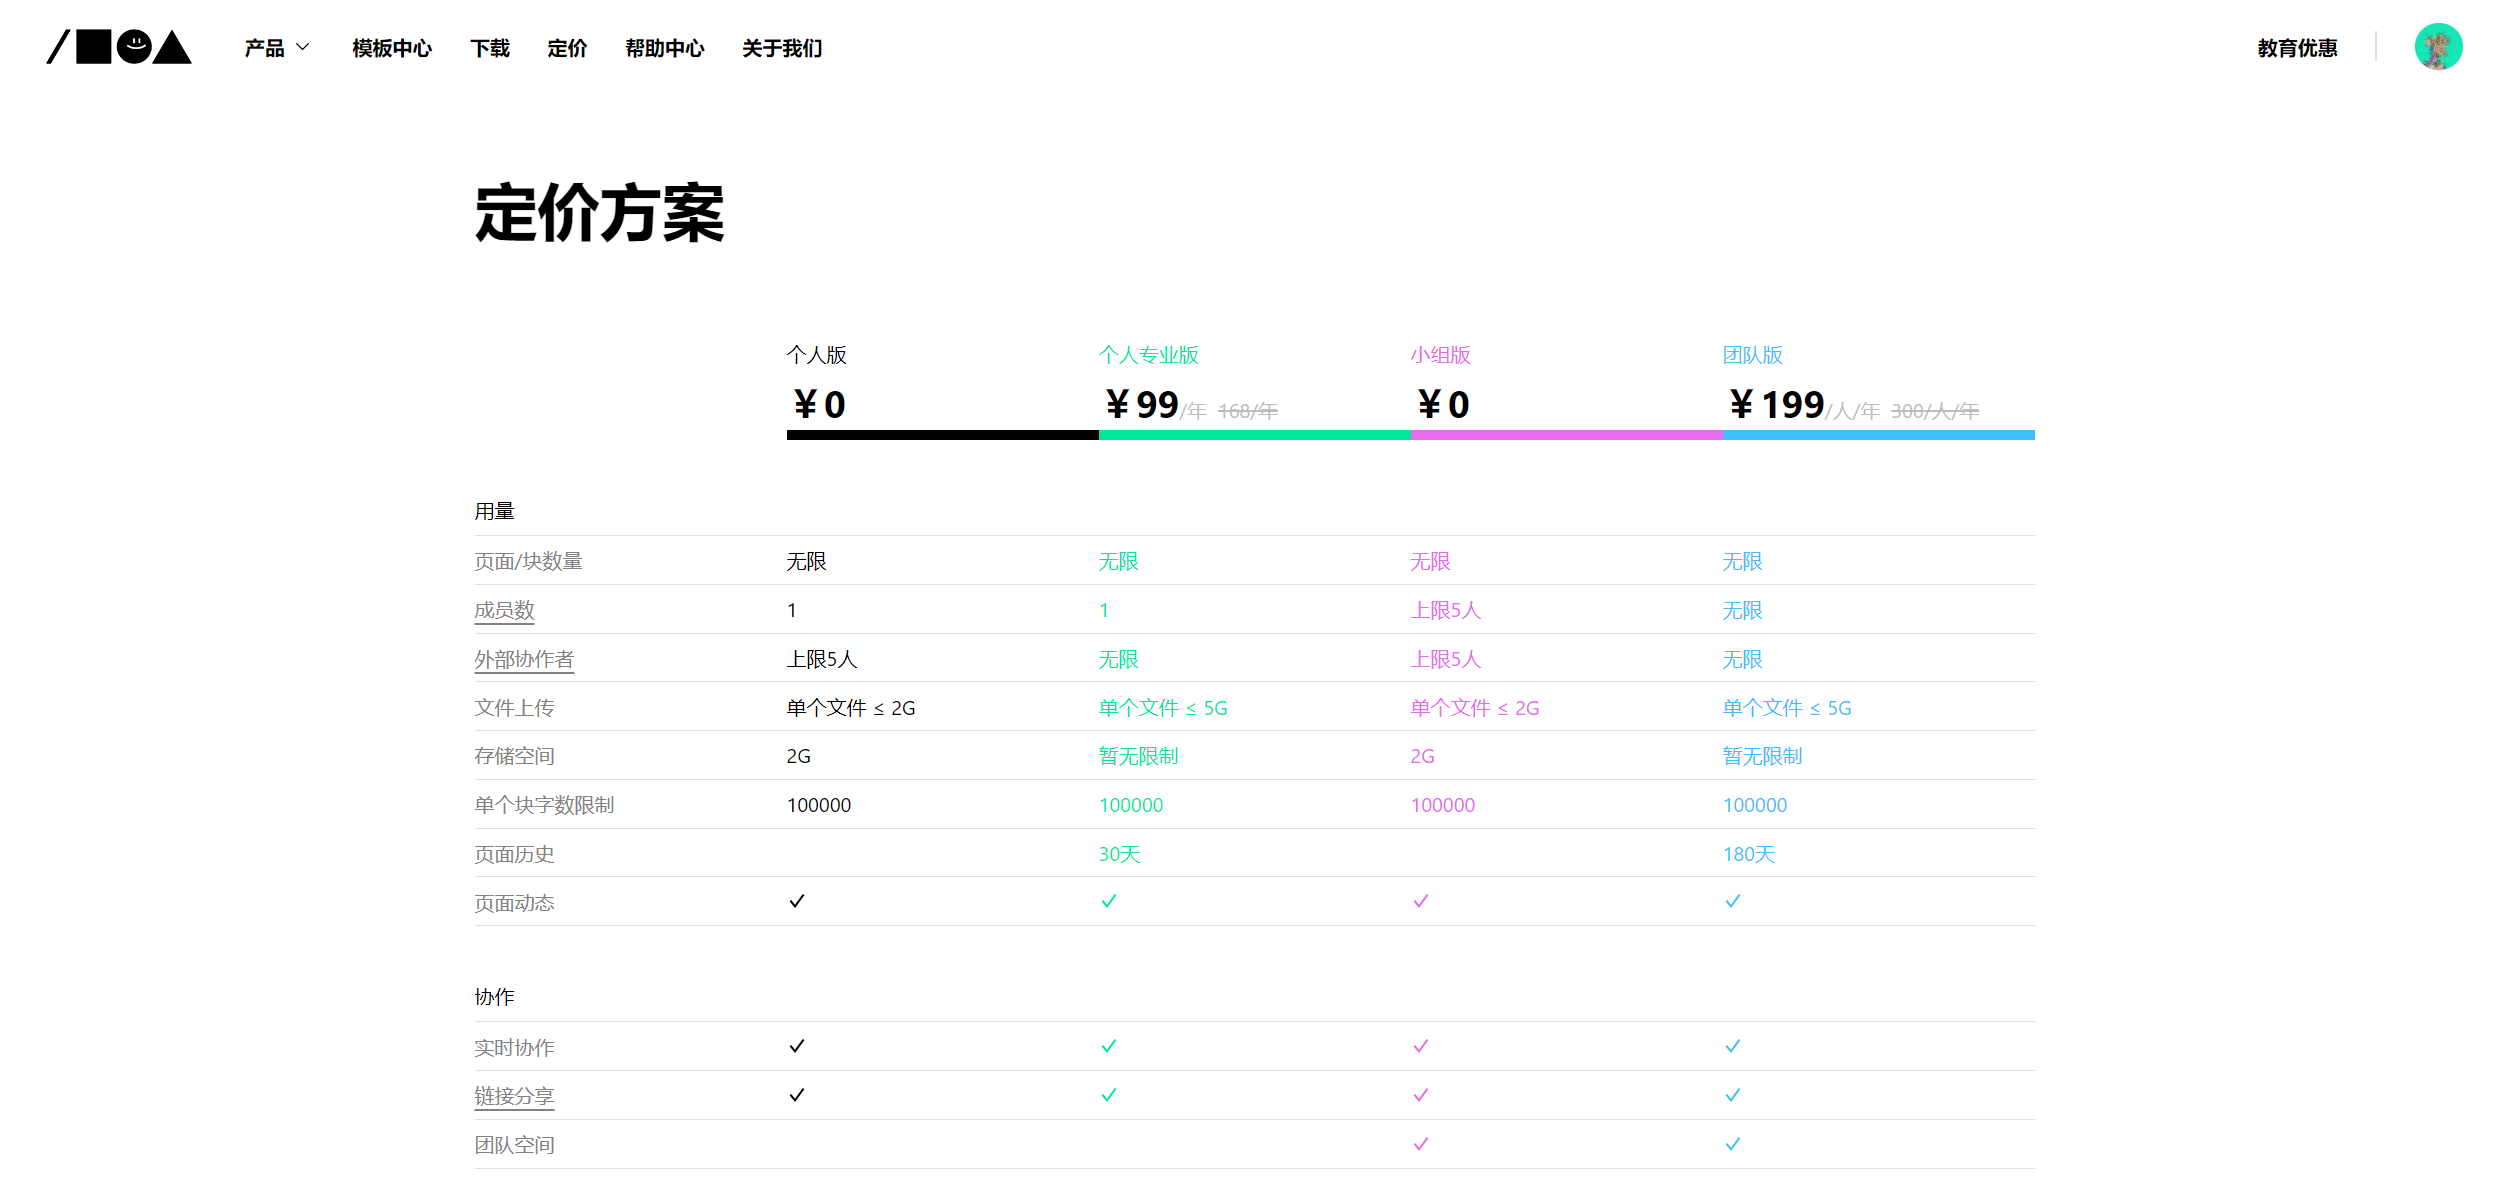 产品 模板中心 下载 定价 帮助中心 关于我们 教育优惠
定价方案
个人版 个人专业版 小组版 团队版
¥0 ¥99/年 168/年 ¥0 ¥199/人/年 300/人/年
用量
页面/块数量 无限 无限 无限 无限
成员数 1 1 上限5人 无限
外部协作者 上限5人 无限 上限5人 无限
文件上传 单个文件 ≤ 2G 单个文件 ≤ 5G 单个文件 ≤ 2G 单个文件 ≤ 5G
存储空间 2G 暂无限制 2G 暂无限制
单个块字数限制 100000 100000 100000 100000
页面历史 30天 180天
页面动态 ✓ ✓ ✓ ✓
协作
实时协作 ✓ ✓ ✓ ✓
链接分享 ✓ ✓ ✓ ✓
团队空间 ✓ ✓